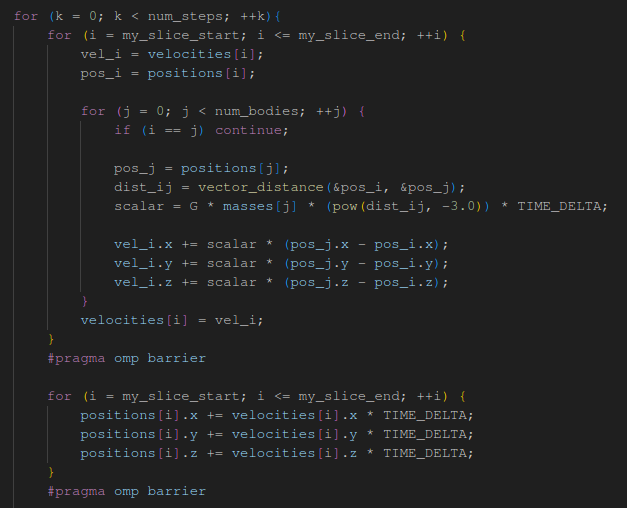 for (k = 0; k < num_steps; ++k){
for (i = my_slice_start; i <= my_slice_end; ++i) {
vel_i = velocities[i];
pos_i = positions[i];
for (j = 0; j < num_bodies; ++j) {
if (i == j) continue;
pos_j = positions[j];
dist_ij = vector_distance(&pos_i, &pos_j);
scalar = G * masses[j] * (pow(dist_ij, -3.0)) * TIME_DELTA;
vel_i.x += scalar * (pos_j.x - pos_i.x);
vel_i.y += scalar * (pos_j.y - pos_i.y);
vel_i.z += scalar * (pos_j.z - pos_i.z);
}
velocities[i] = vel_i;
}
#pragma omp barrier
for (i = my_slice_start; i <= my_slice_end; ++i) {
positions[i].x += velocities[i].x * TIME_DELTA;
positions[i].y += velocities[i].y * TIME_DELTA;
positions[i].z += velocities[i].z * TIME_DELTA;
}
#pragma omp barrier